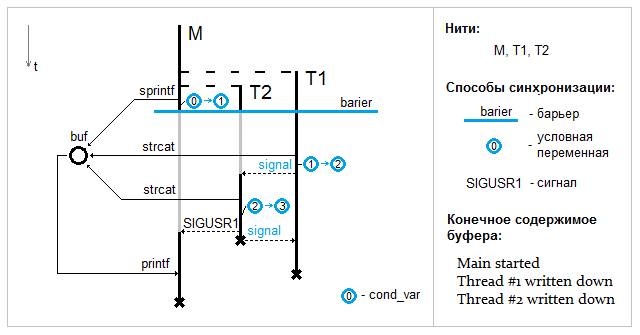 M
T1
T2
t
sprintf
0 → 1
barier
buf
strcat
signal
1 → 2
strcat
2 → 3
SIGUSR1
signal
printf
0 - cond_var
Нити:
M, T1, T2
Способы синхронизации:
barier - барьер
0 - условная
переменная
SIGUSR1 - сигнал
Конечное содержимое
буфера:
Main started
Thread #1 written down
Thread #2 written down